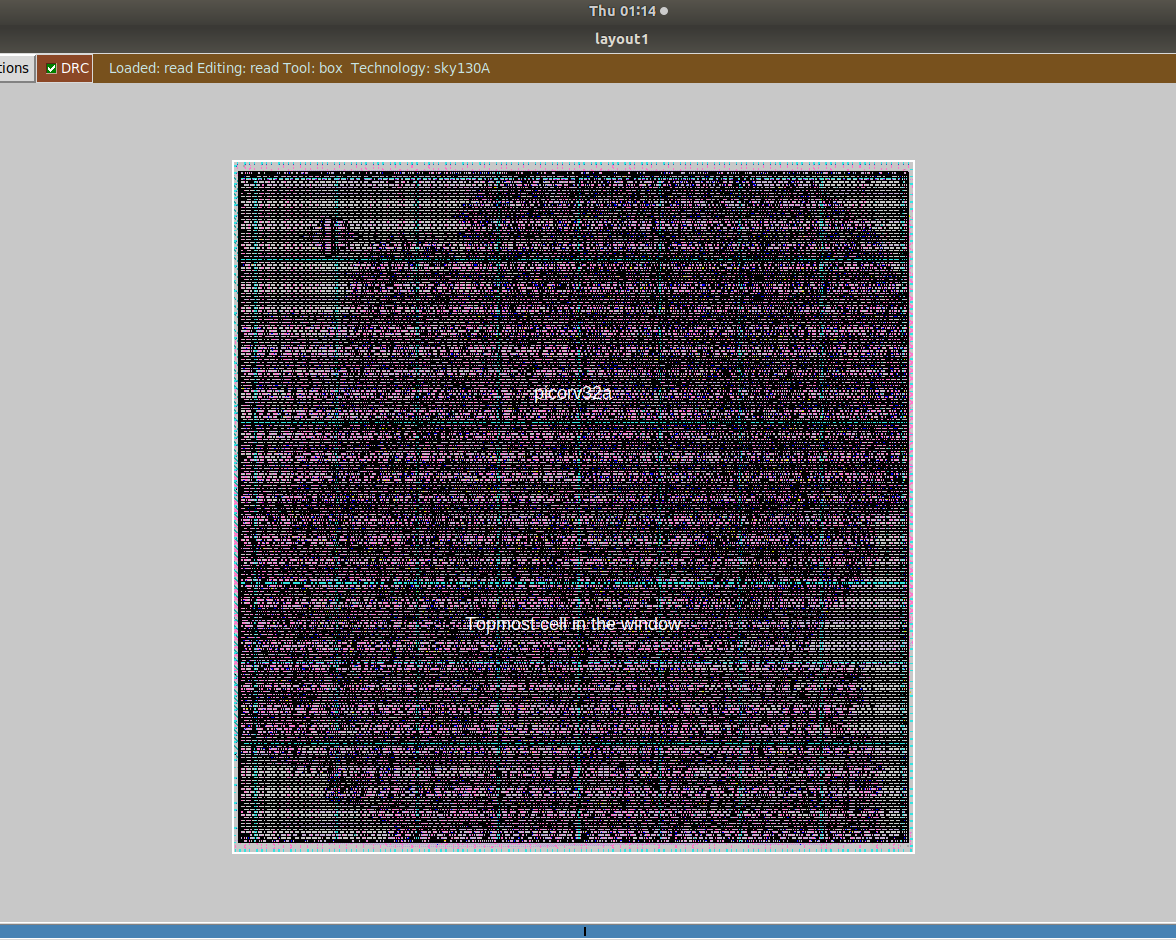 Thu 01:14
layout1
tions DRC Loaded: read Editing: read Tool: box Technology: sky130A
picorv32a
Topmost cell in the window